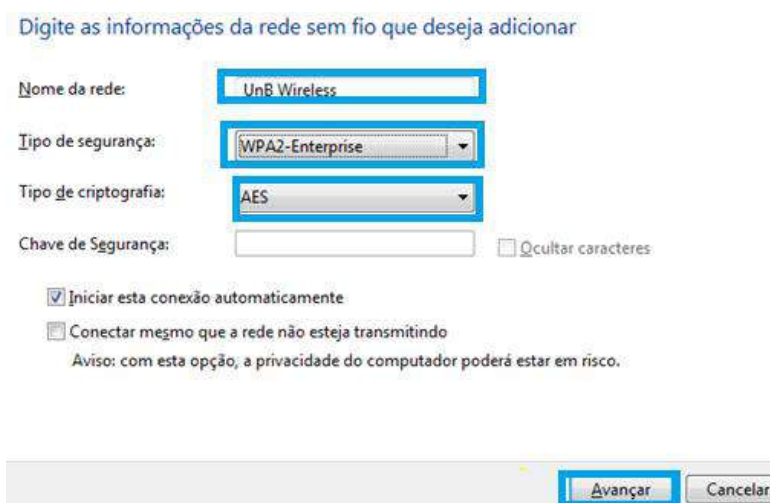 Digite as informações da rede sem fio que deseja adicionar
Nome da rede: UnB Wireless
Tipo de segurança: WPA2-Enterprise
Tipo de criptografia: AES
Chave de Segurança: Ocultar caracteres
Iniciar esta conexão automaticamente
Conectar mesmo que a rede não esteja transmitindo
Aviso: com esta opção, a privacidade do computador poderá estar em risco.
Avançar Cancelar